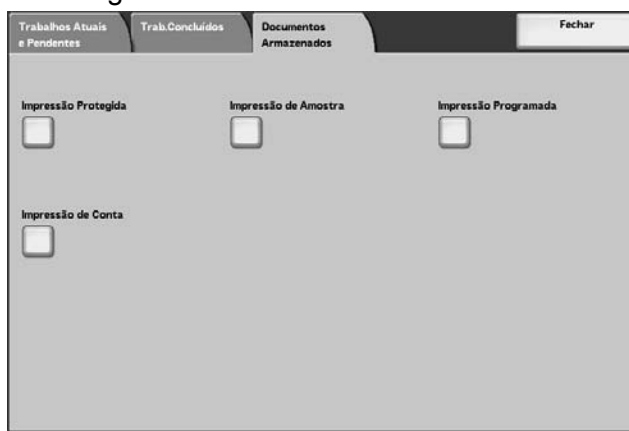 Trabalhos Atuais
e Pendentes
Trab.Concluídos
Documentos
Armazenados
Fechar
Impressão Protegida
Impressão de Amostra
Impressão Programada
Impressão de Conta